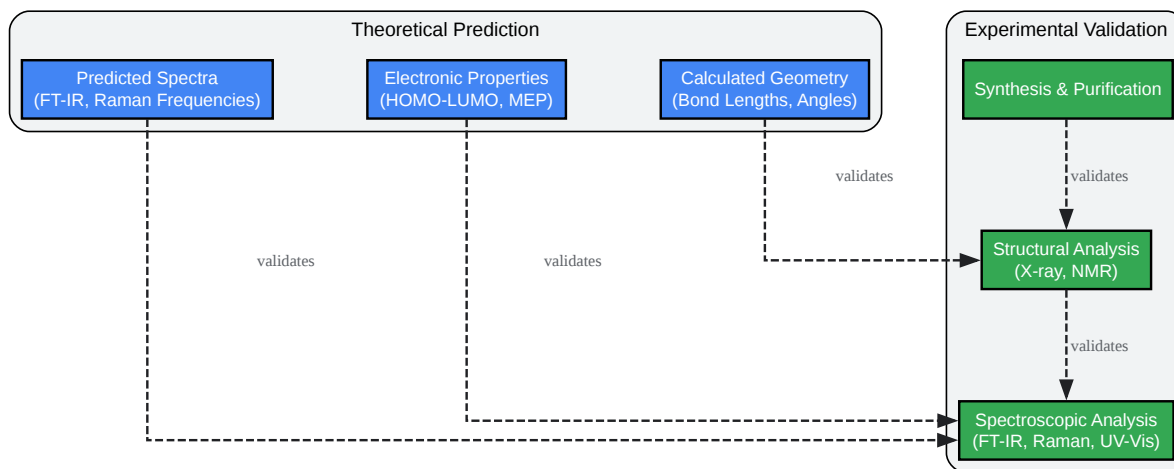 Theoretical Prediction
Predicted Spectra
(FT-IR, Raman Frequencies)
Electronic Properties
(HOMO-LUMO, MEP)
Calculated Geometry
(Bond Lengths, Angles)
Experimental Validation
Synthesis & Purification
validates
validates
Structural Analysis
(X-ray, NMR)
validates
validates
validates
Spectroscopic Analysis
(FT-IR, Raman, UV-Vis)